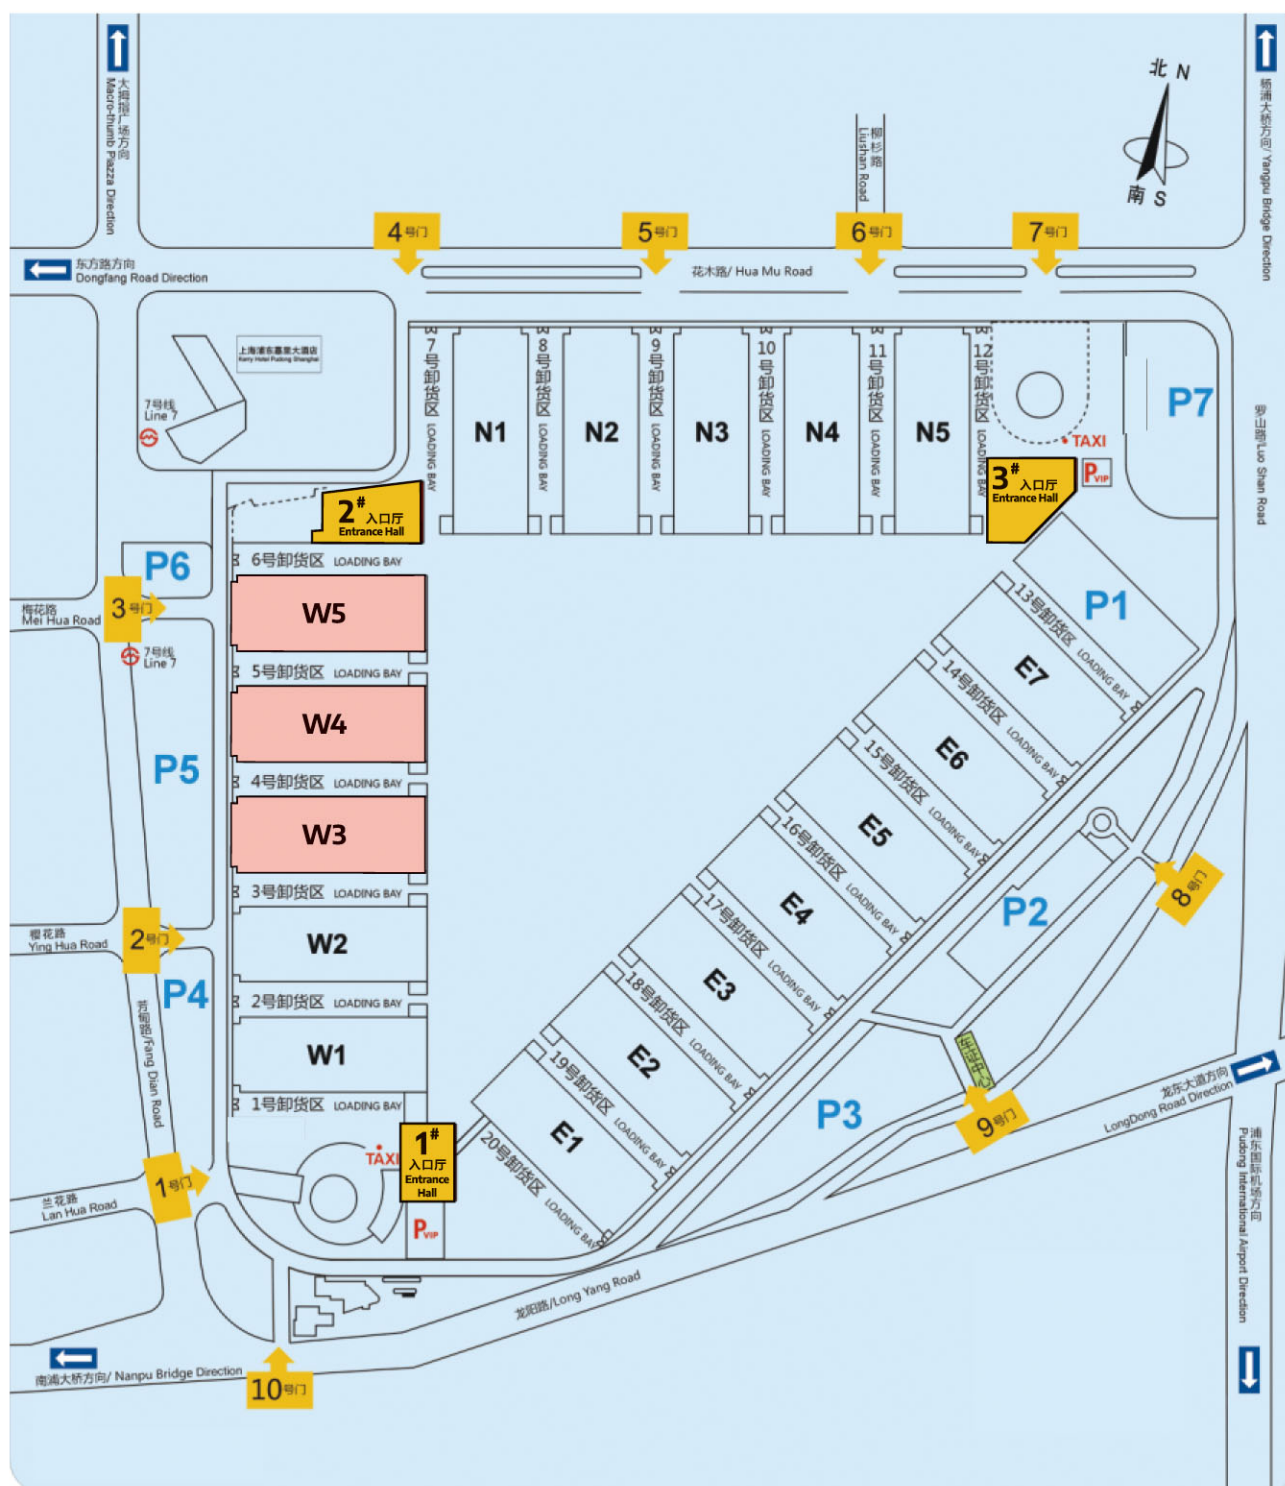 北 N
南 S
大拇指广场方向
Macro-thumb Piazza Direction
杨浦大桥方向/ Yangpu Bridge Direction
柳杉路
Liushan Road
4号门
5号门
6号门
7号门
东方路方向
Dongfang Road Direction
花木路/ Hua Mu Road
上海浦东嘉里大酒店
Kerry Hotel Pudong Shanghai
7号线
Line 7
7号卸货区 LOADING BAY
N1
8号卸货区 LOADING BAY
N2
9号卸货区 LOADING BAY
N3
10号卸货区 LOADING BAY
N4
11号卸货区 LOADING BAY
N5
12号卸货区 LOADING BAY
TAXI
P7
罗山路/Luo Shan Road
3#
入口厅
Entrance Hall
PVIP
2#
入口厅
Entrance Hall
P6
6号卸货区 LOADING BAY
3号门
梅花路
Mei Hua Road
W5
7号线
Line 7
5号卸货区 LOADING BAY
W4
P5
4号卸货区 LOADING BAY
W3
3号卸货区 LOADING BAY
2号门
樱花路
Ying Hua Road
W2
P4
2号卸货区 LOADING BAY
W1
芳甸路/Fang Dian Road
1号卸货区 LOADING BAY
P1
13号卸货区 LOADING BAY
E7
14号卸货区 LOADING BAY
E6
15号卸货区 LOADING BAY
E5
16号卸货区 LOADING BAY
E4
17号卸货区 LOADING BAY
E3
18号卸货区 LOADING BAY
E2
19号卸货区 LOADING BAY
E1
20号卸货区 LOADING BAY
P2
8号门
P3
9号门
龙东大道方向
LongDong Road Direction
浦东国际机场方向
Pudong International Airport Direction
1#
入口厅
Entrance
Hall
TAXI
PVIP
1号门
兰花路
Lan Hua Road
龙阳路/Long Yang Road
南浦大桥方向/ Nanpu Bridge Direction
10号门